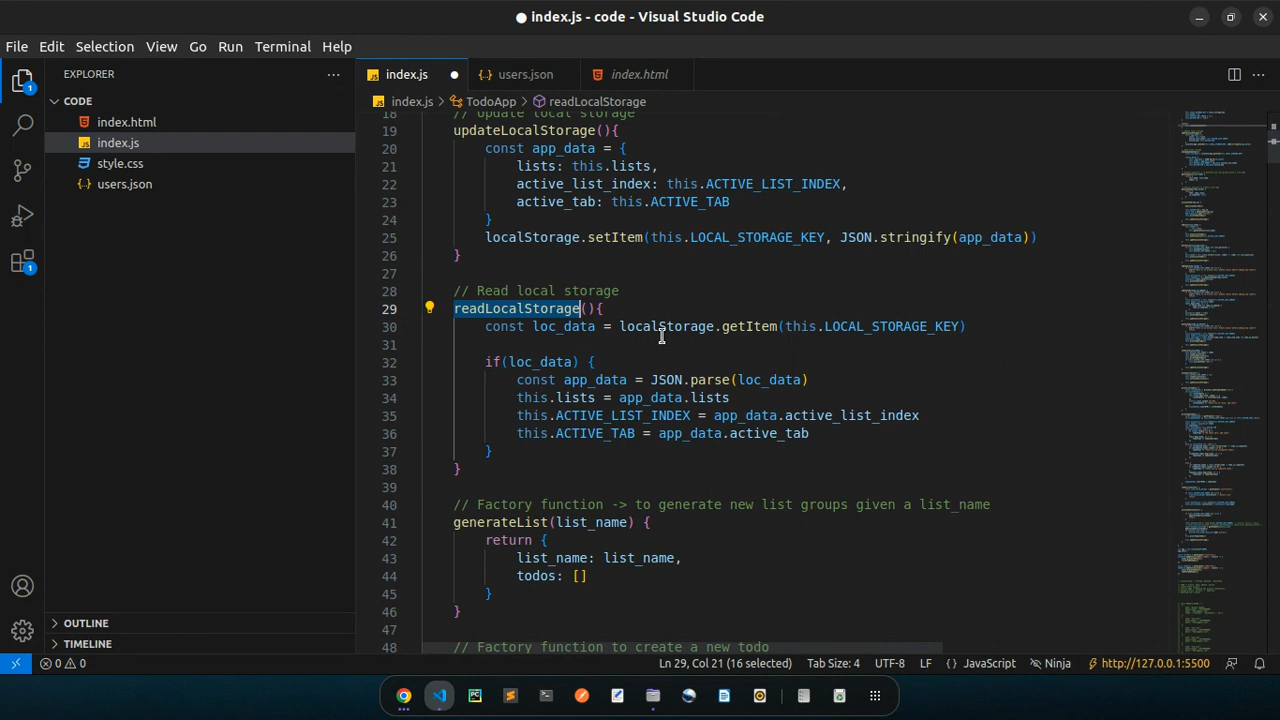 index.js - code - Visual Studio Code
File Edit Selection View Go Run Terminal Help
EXPLORER
index.js
users.json
index.html
CODE
index.js > TodoApp > readLocalStorage
index.html
index.js
style.css
users.json
18 // Update local storage
19 updateLocalStorage(){
20 const app_data = {
21 lists: this.lists,
22 active_list_index: this.ACTIVE_LIST_INDEX,
23 active_tab: this.ACTIVE_TAB
24 }
25 localStorage.setItem(this.LOCAL_STORAGE_KEY, JSON.stringify(app_data))
26 }
27
28 // Read local storage
29 readLocalStorage(){
30 const loc_data = localStorage.getItem(this.LOCAL_STORAGE_KEY)
31
32 if(loc_data) {
33 const app_data = JSON.parse(loc_data)
34 this.lists = app_data.lists
35 this.ACTIVE_LIST_INDEX = app_data.active_list_index
36 this.ACTIVE_TAB = app_data.active_tab
37 }
38 }
39
40 // Factory function -> to generate new list groups given a list_name
41 generateList(list_name) {
42 return {
43 list_name: list_name,
44 todos: []
45 }
46 }
47
48 // Factory function to create a new todo
OUTLINE
TIMELINE
0 0 Ln 29, Col 21 (16 selected) Tab Size: 4 UTF-8 LF {} JavaScript Ninja http://127.0.0.1:5500